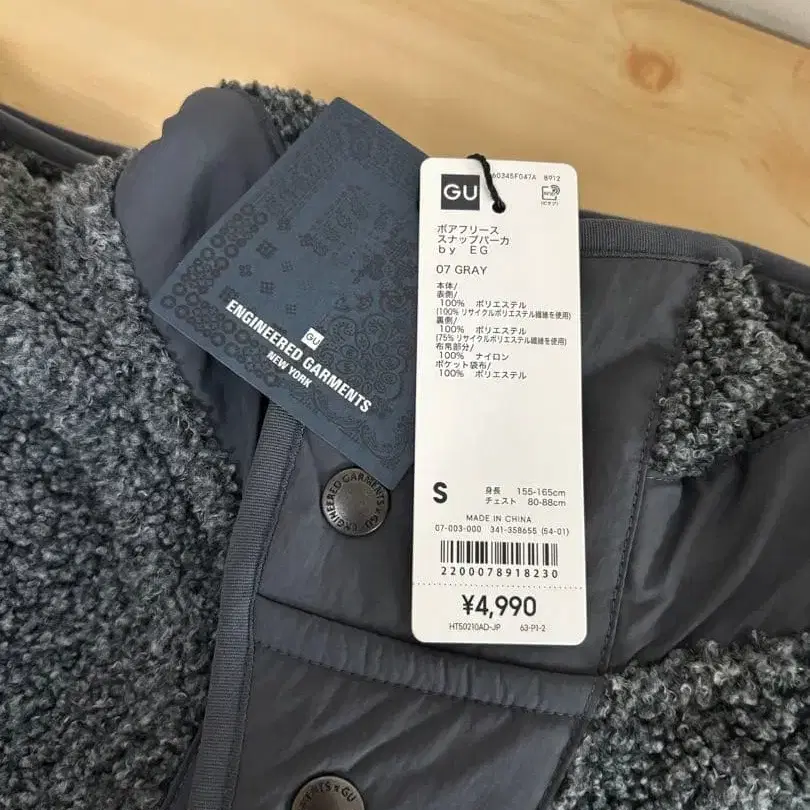 GU
ENGINEERED GARMENTS
NEW YORK
GU
60345F047A 8912
ボアフリース
スナップパーカ
by EG
07 GRAY
本体/
表側/
100% ポリエステル
(100% リサイクルポリエステル繊維を使用)
裏側/
100% ポリエステル
(75% リサイクルポリエステル繊維を使用)
布帛部分/
100% ナイロン
ポケット袋布/
100% ポリエステル
S
身長 155-165cm
チェスト 80-88cm
MADE IN CHINA
07-003-000 341-358655 (54-01)
2200078918230
¥4,990
HT50210AD-JP 63-P1-2
ENGINEERED GARMENTS × GU
× GU